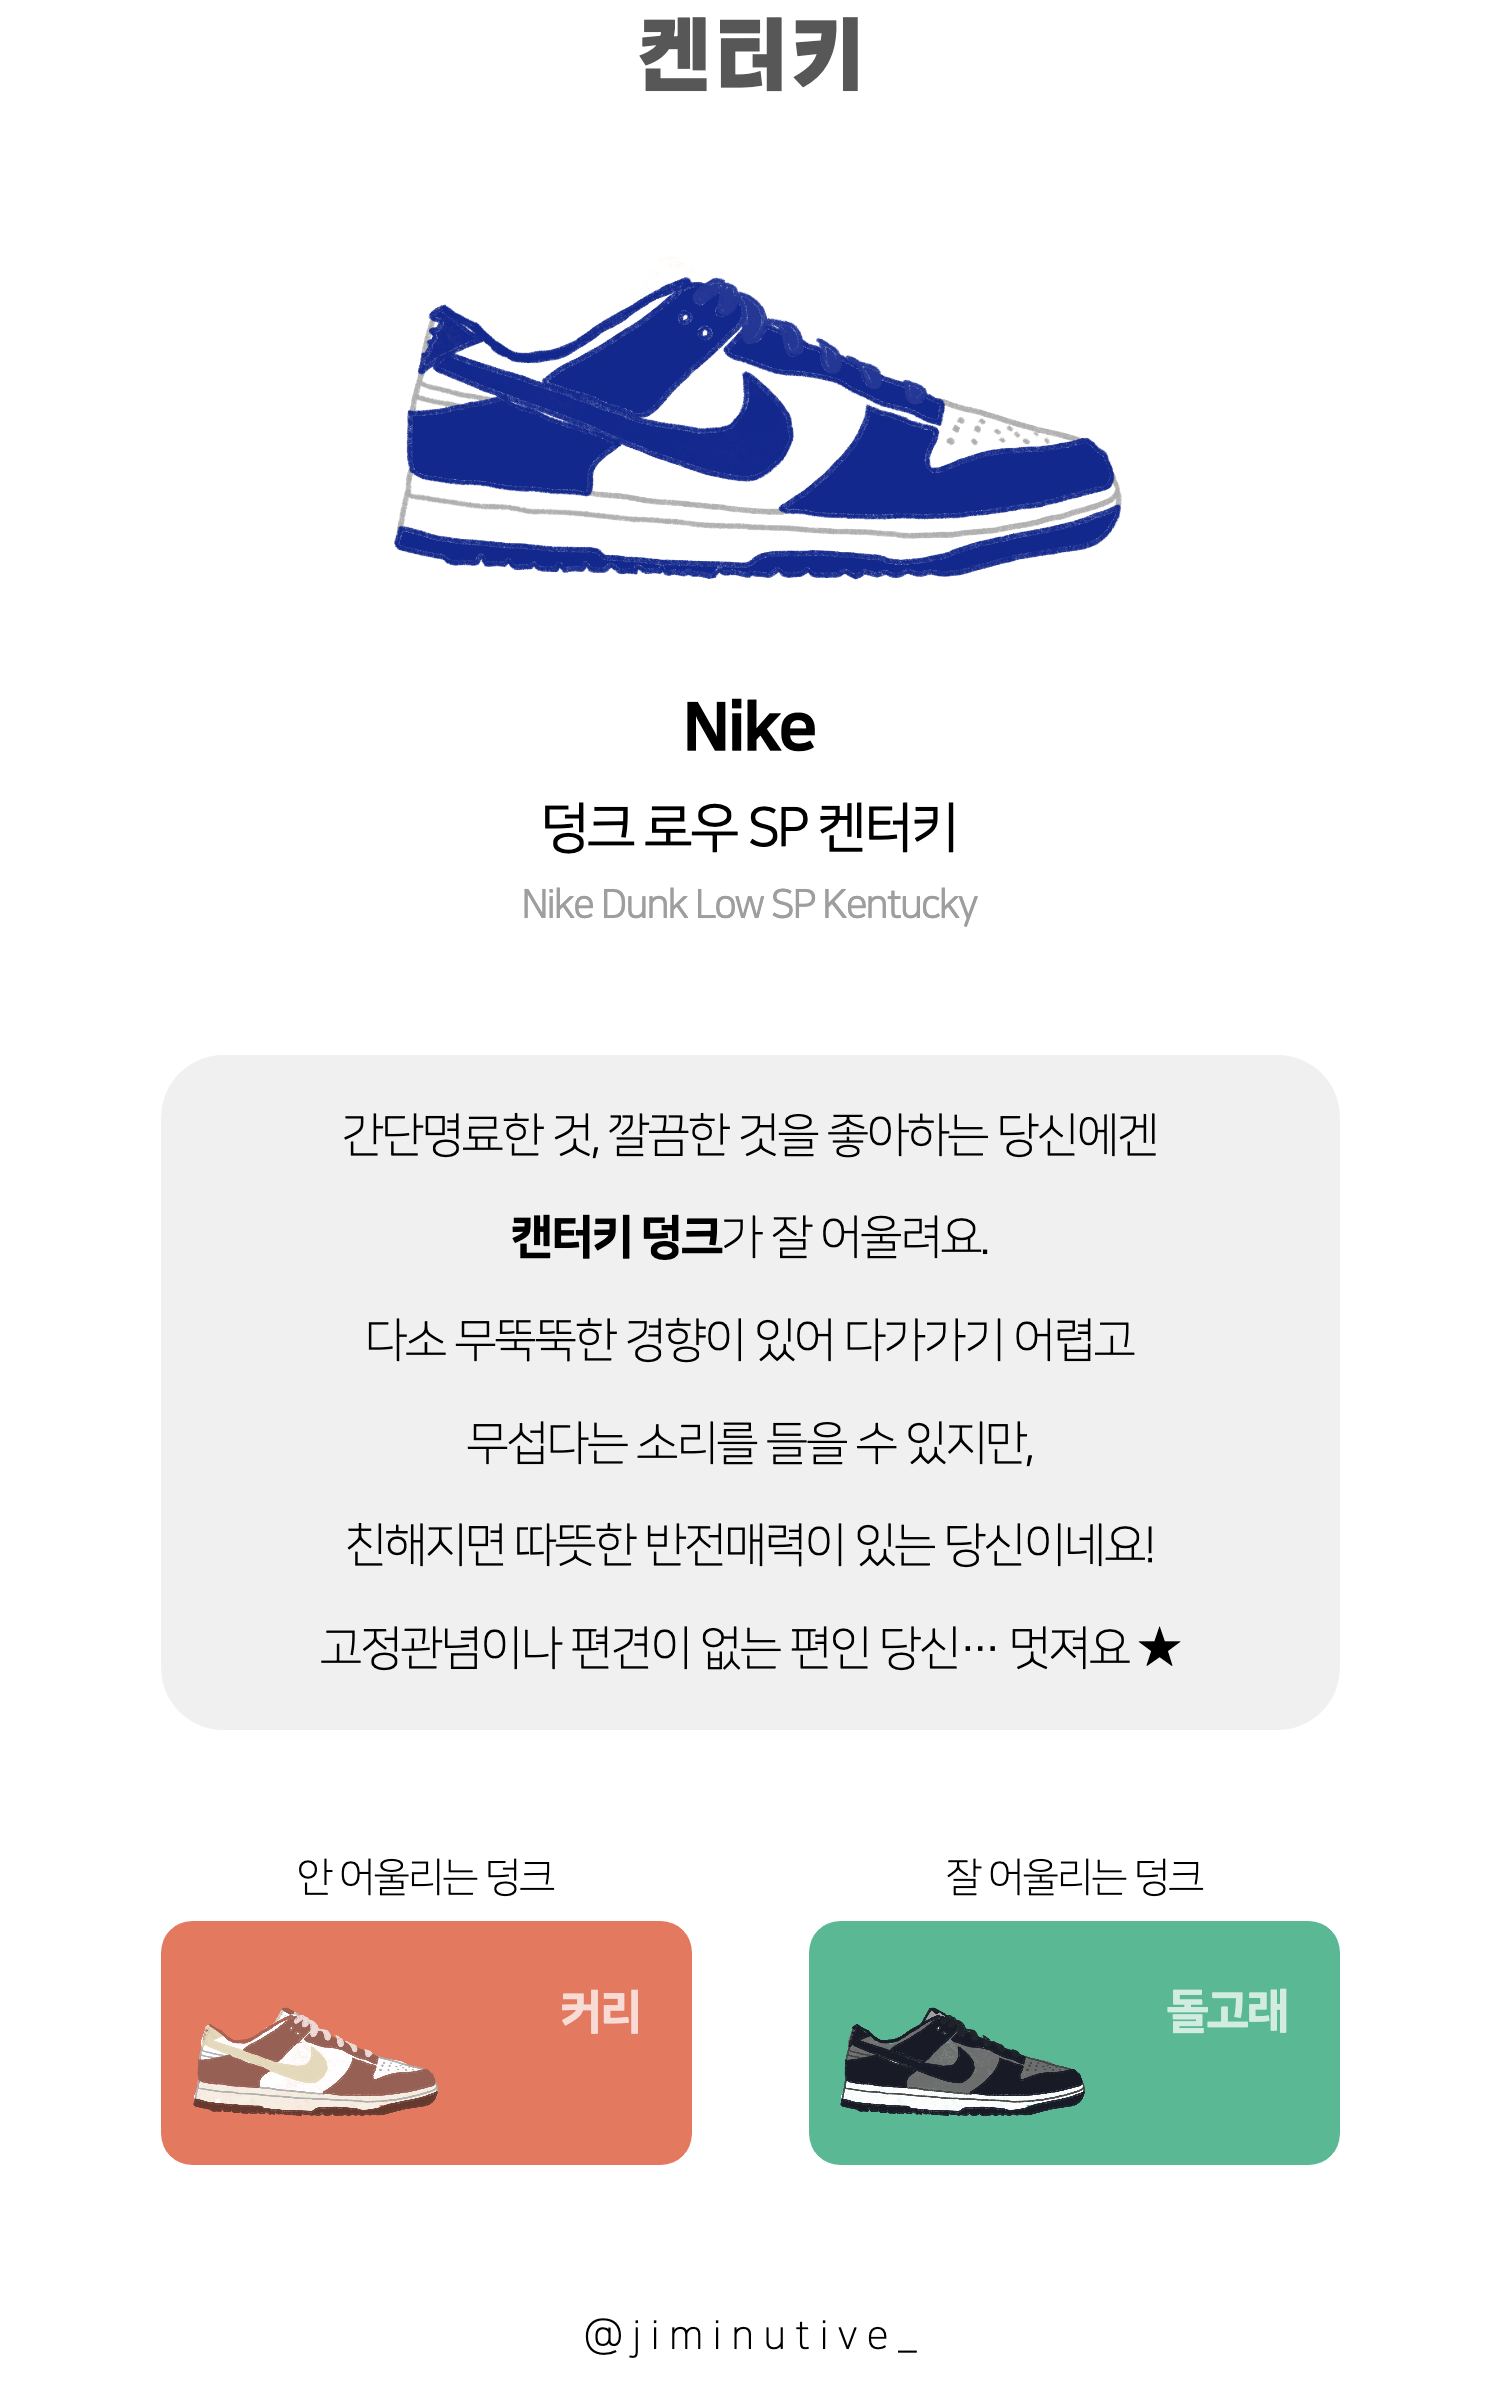 켄터키
Nike
덩크 로우 SP 켄터키
Nike Dunk Low SP Kentucky
간단명료한 것, 깔끔한 것을 좋아하는 당신에겐
캔터키 덩크가 잘 어울려요.
다소 무뚝뚝한 경향이 있어 다가가기 어렵고
무섭다는 소리를 들을 수 있지만,
친해지면 따뜻한 반전매력이 있는 당신이네요!
고정관념이나 편견이 없는 편인 당신… 멋져요 ★
안 어울리는 덩크
커리
잘 어울리는 덩크
돌고래
@jiminutive_